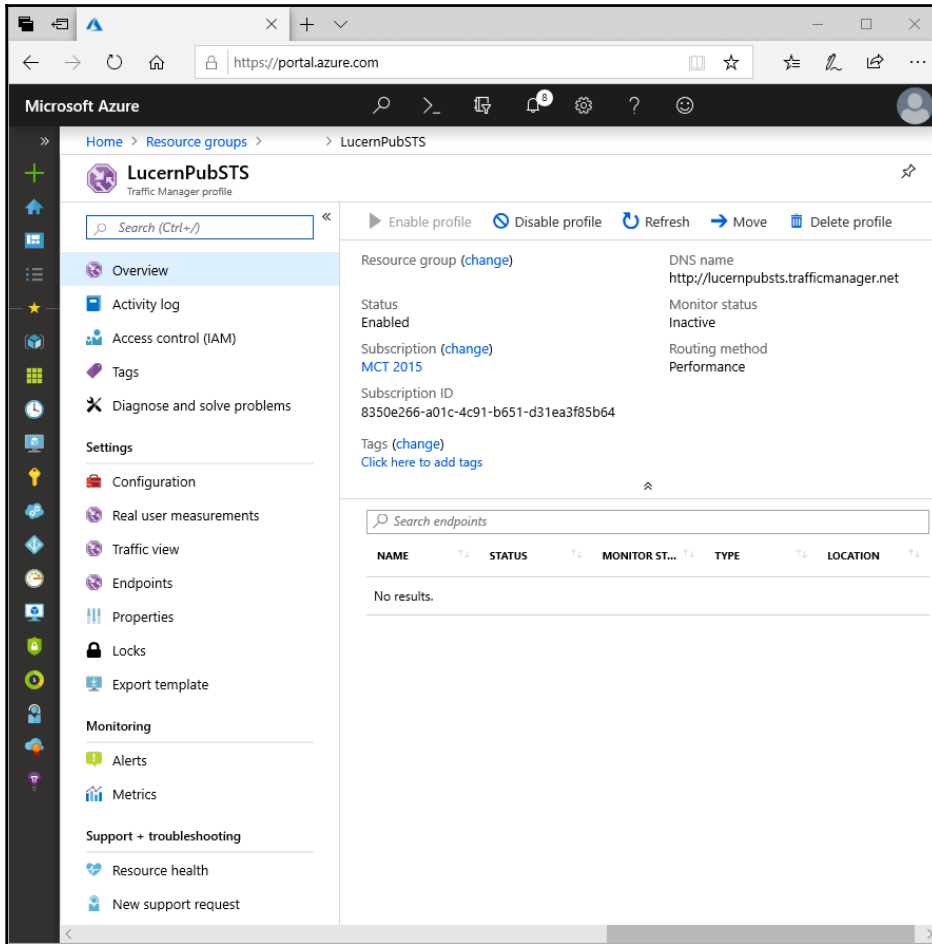 https://portal.azure.com
Microsoft Azure
8
Home > Resource groups > > LucernPubSTS
LucernPubSTS
Traffic Manager profile
Search (Ctrl+/)
Enable profile Disable profile Refresh Move Delete profile
Overview
Activity log
Access control (IAM)
Tags
Diagnose and solve problems
Settings
Configuration
Real user measurements
Traffic view
Endpoints
Properties
Locks
Export template
Monitoring
Alerts
Metrics
Support + troubleshooting
Resource health
New support request
Resource group (change)
Status
Enabled
Subscription (change)
MCT 2015
Subscription ID
8350e266-a01c-4c91-b651-d31ea3f85b64
Tags (change)
Click here to add tags
DNS name
http://lucernpubsts.trafficmanager.net
Monitor status
Inactive
Routing method
Performance
Search endpoints
NAME STATUS MONITOR ST... TYPE LOCATION
No results.